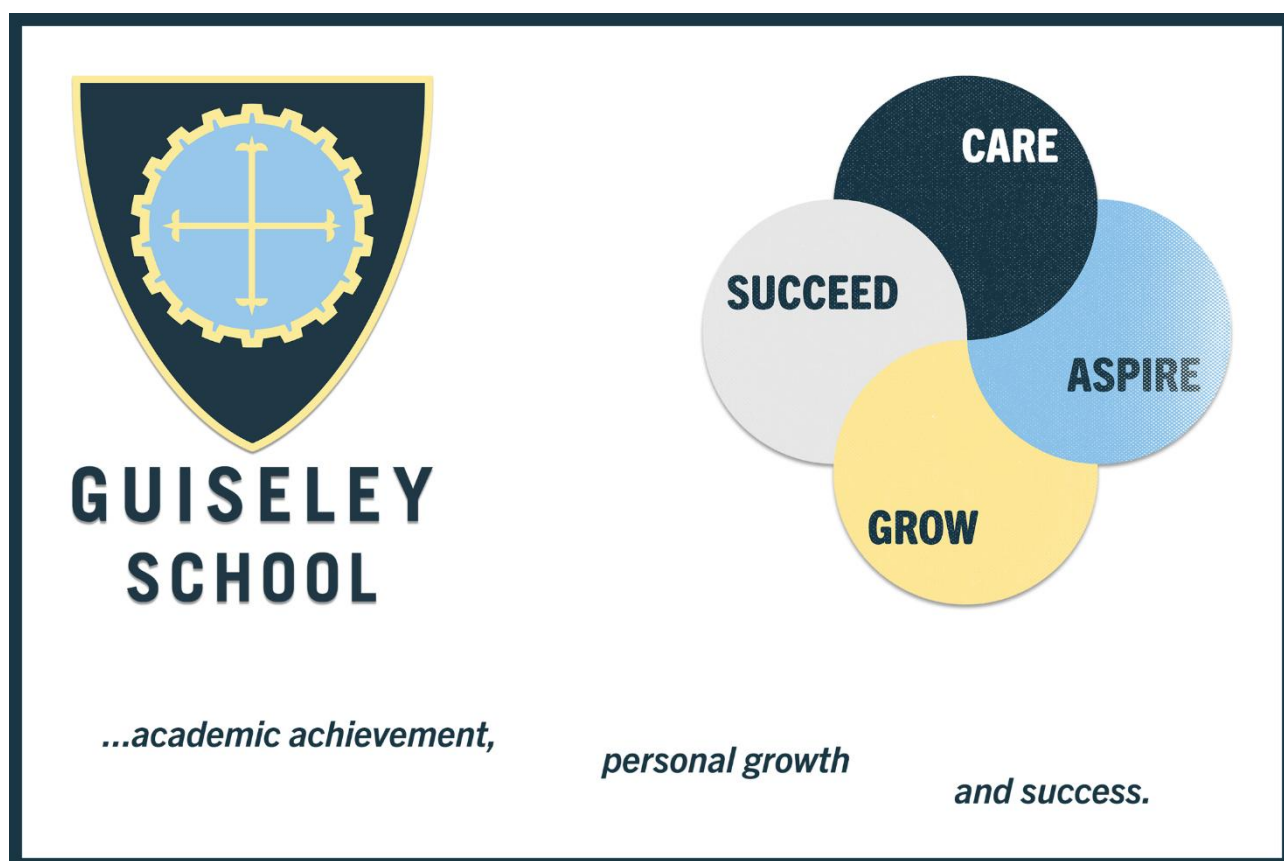 GUISELEY
SCHOOL
CARE
SUCCEED
ASPIRE
GROW
...academic achievement,
personal growth
and success.